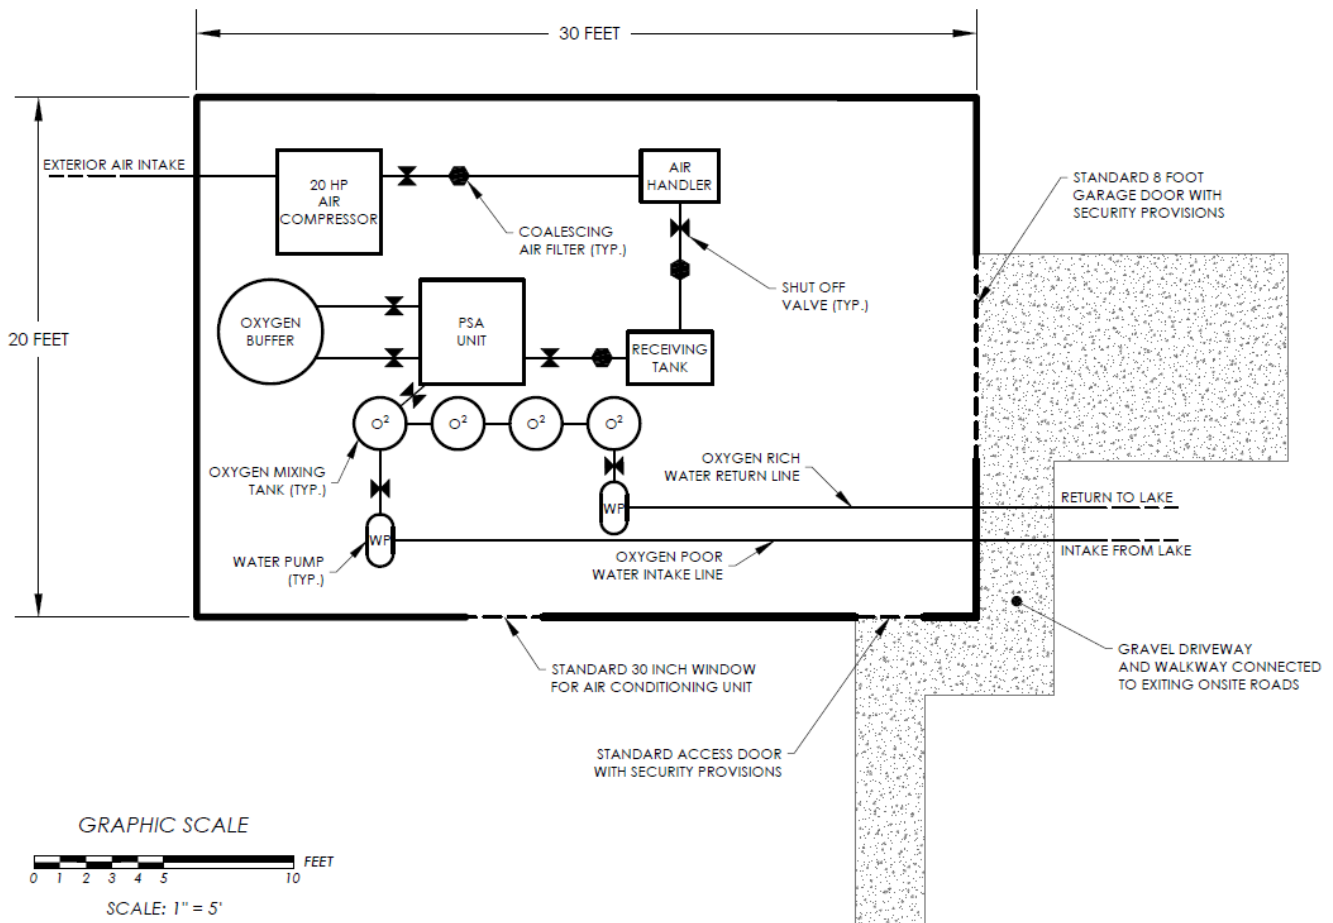 30 FEET
EXTERIOR AIR INTAKE
20 HP
AIR
COMPRESSOR
AIR
HANDLER
STANDARD 8 FOOT
GARAGE DOOR WITH
SECURITY PROVISIONS
COALESCING
AIR FILTER (TYP.)
SHUT OFF
VALVE (TYP.)
20 FEET
OXYGEN
BUFFER
PSA
UNIT
RECEIVING
TANK
O²
O²
O²
O²
OXYGEN MIXING
TANK (TYP.)
OXYGEN RICH
WATER RETURN LINE
WP
RETURN TO LAKE
WP
WATER PUMP
(TYP.)
OXYGEN POOR
WATER INTAKE LINE
INTAKE FROM LAKE
STANDARD 30 INCH WINDOW
FOR AIR CONDITIONING UNIT
GRAVEL DRIVEWAY
AND WALKWAY CONNECTED
TO EXITING ONSITE ROADS
STANDARD ACCESS DOOR
WITH SECURITY PROVISIONS
GRAPHIC SCALE
FEET
0 1 2 3 4 5 10
SCALE: 1" = 5'